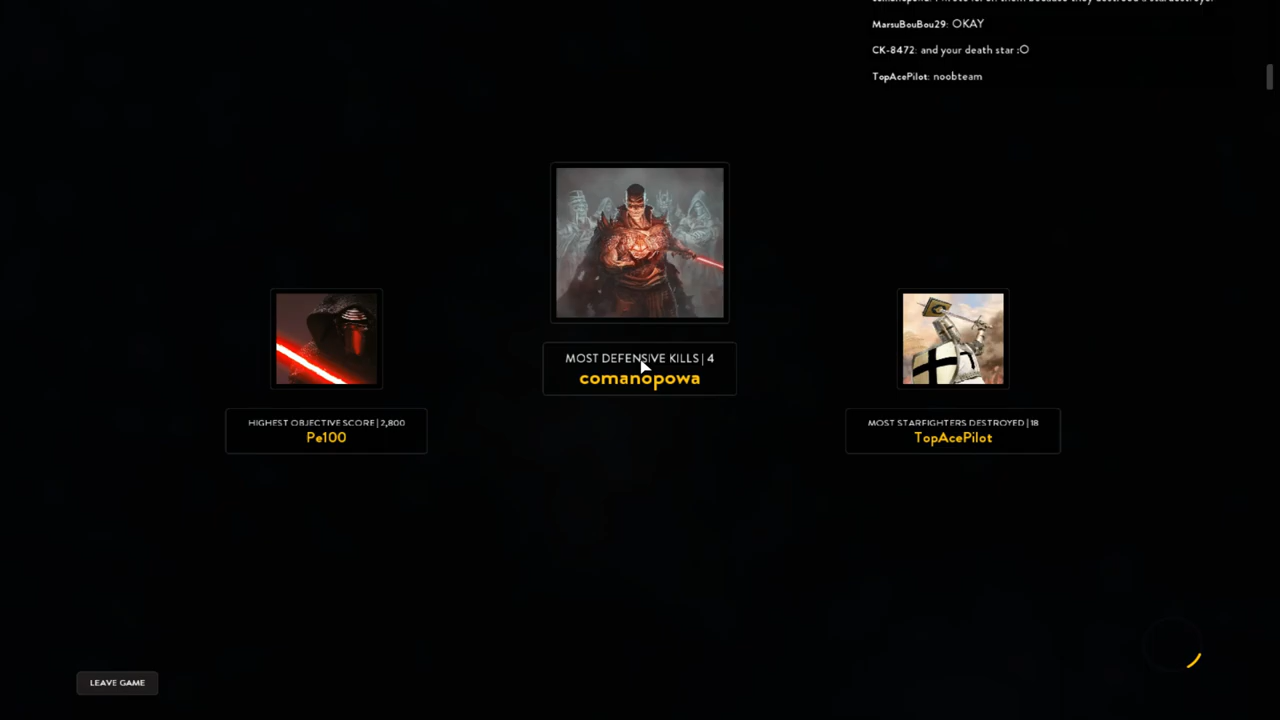 MarsuBouBou29: OKAY
CK-8472: and your death star :O
TopAcePilot: noobteam
MOST DEFENSIVE KILLS | 4
comanopowa
HIGHEST OBJECTIVE SCORE | 2,800
Pe100
MOST STARFIGHTERS DESTROYED | 18
TopAcePilot
LEAVE GAME